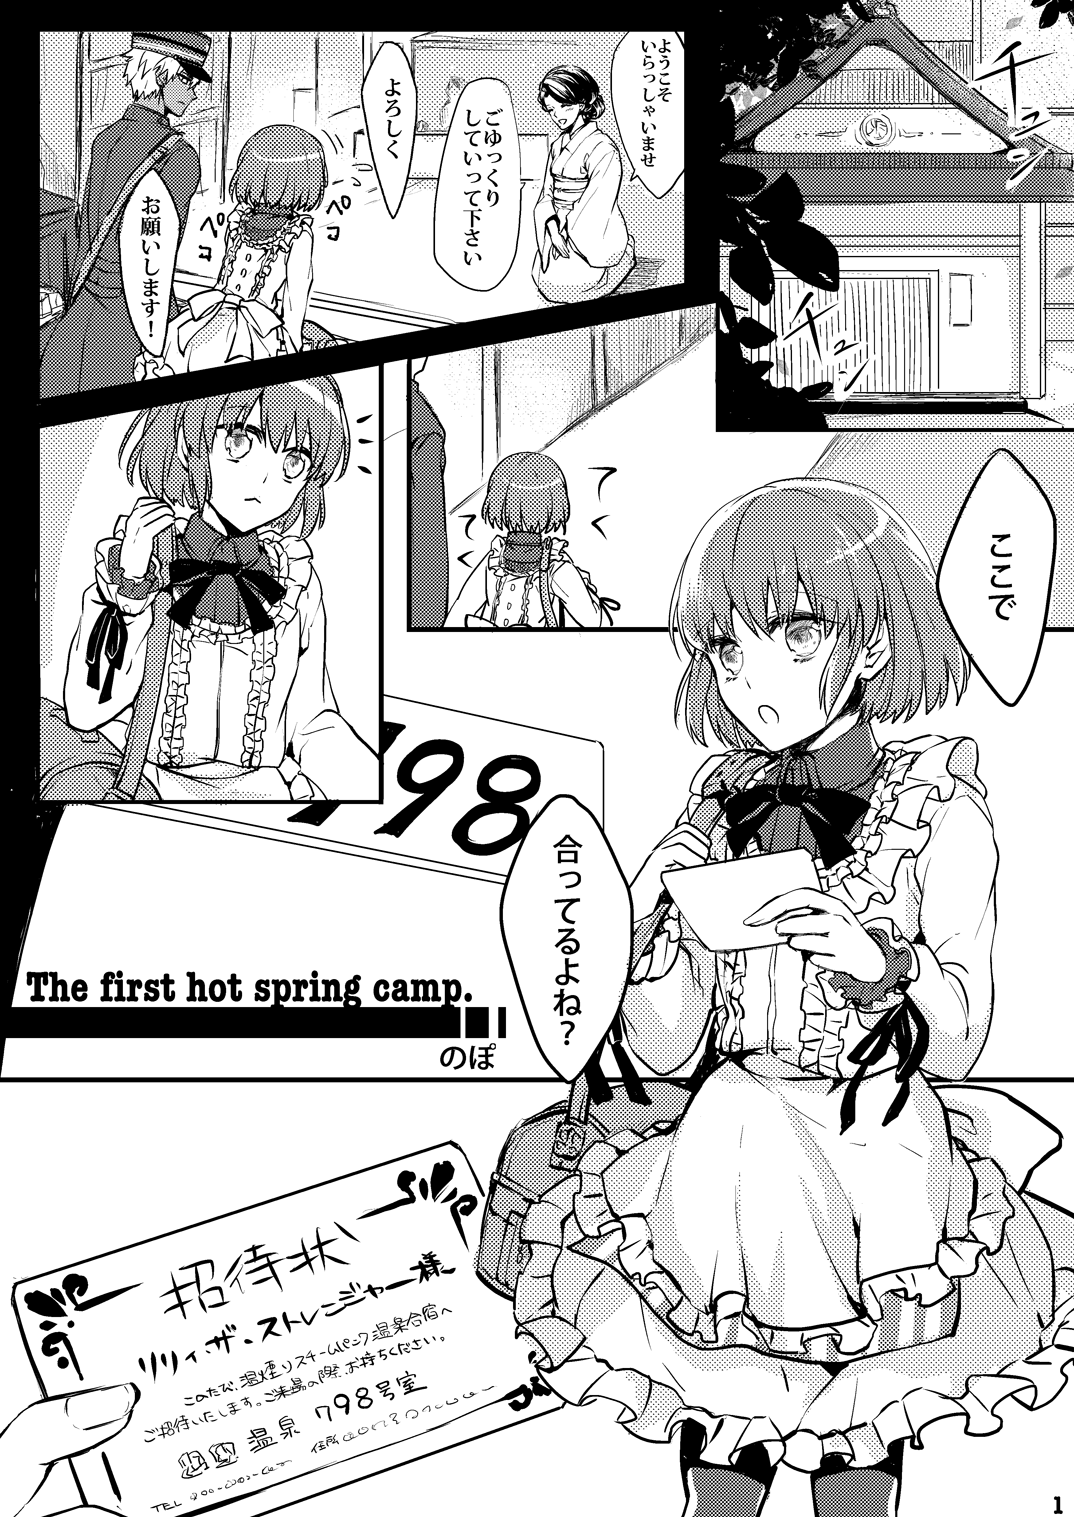 チュン
チュン
ようこそ
いらっしゃいませ
ごゆっくり
していって下さい
よろしく
ペコ
ペコ
お願いします！
ここで
合ってるよね？
798
The first hot spring camp.
のぽ
招待状
リリィ・ザ・ストレンジャー様
このたび、湯煙りスチームパンク温泉合宿へ
ご招待いたします。ご来場の際、お持ちください。
温泉 798号室
住所
TEL
1